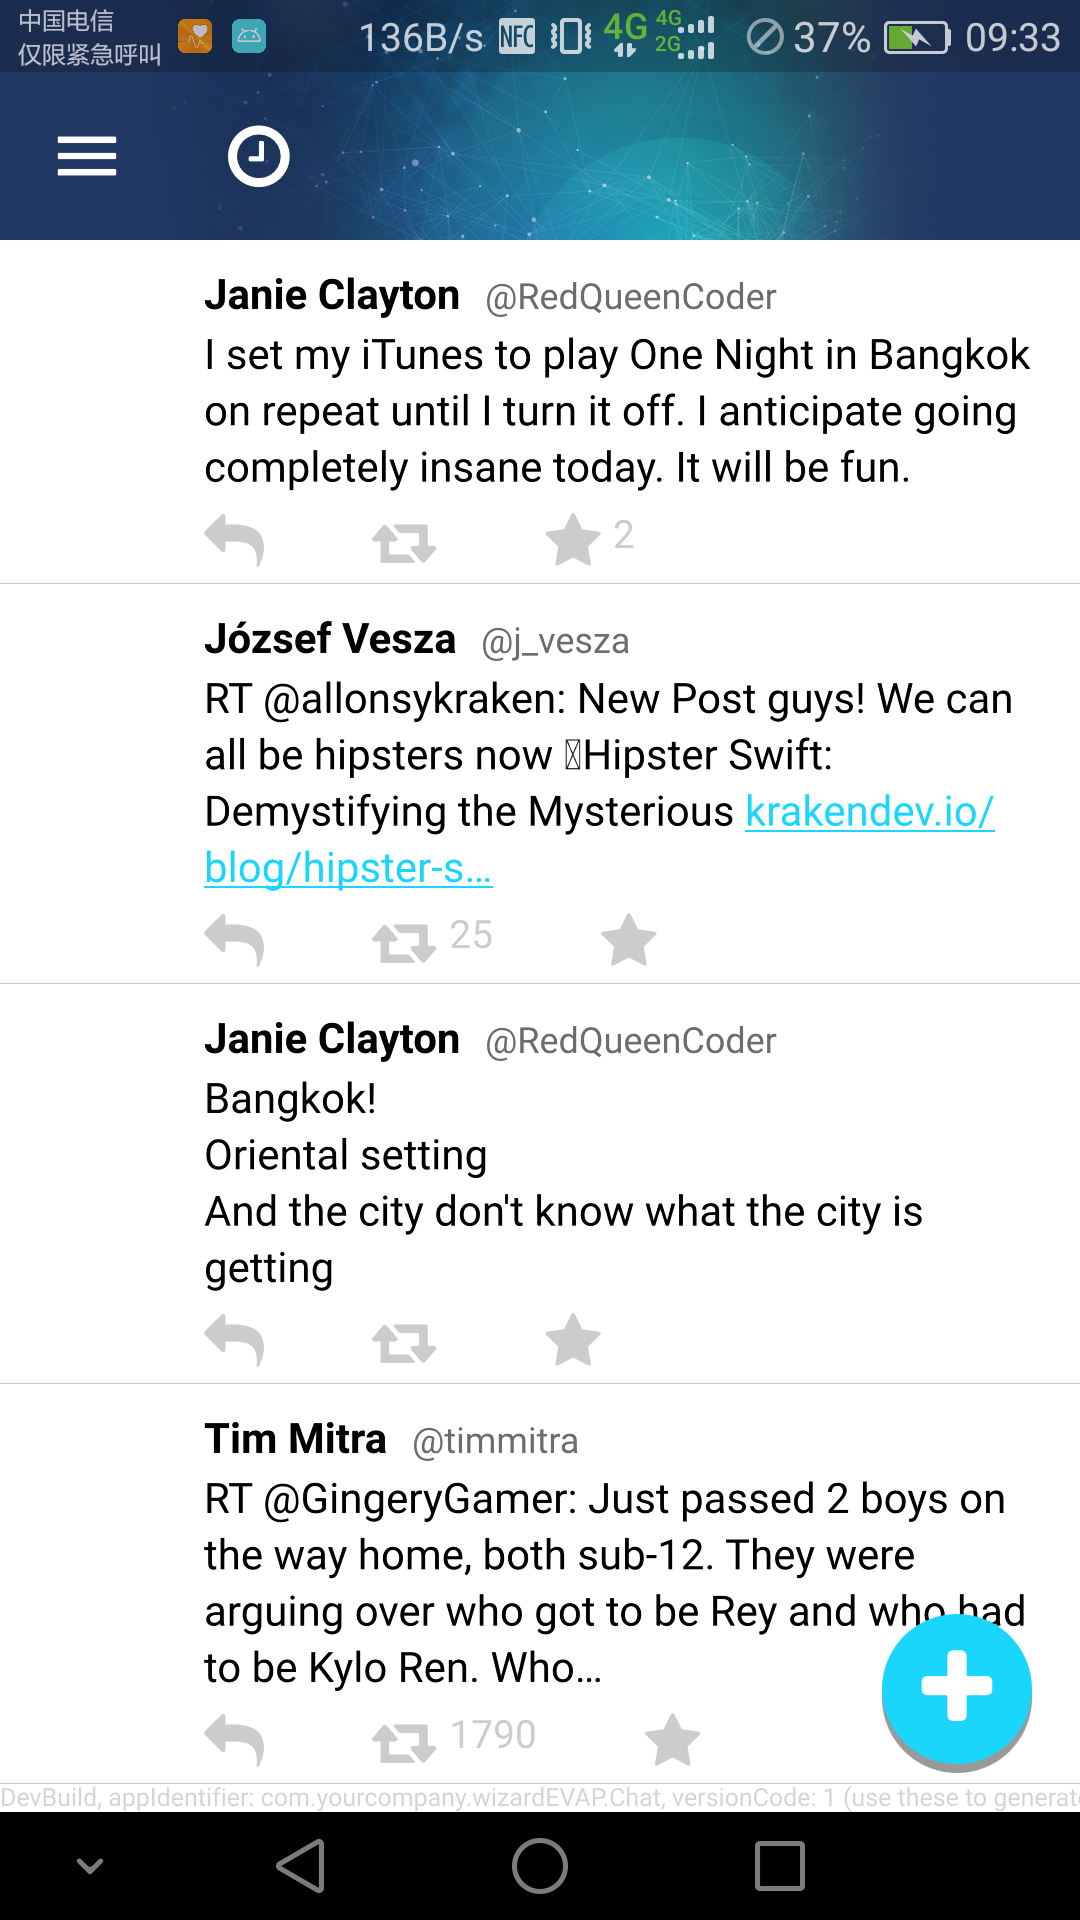 中国电信
仅限紧急呼叫
136B/s NFC 4G 4G 2G 37% 09:33
Janie Clayton @RedQueenCoder
I set my iTunes to play One Night in Bangkok
on repeat until I turn it off. I anticipate going
completely insane today. It will be fun.
2
József Vesza @j_vesza
RT @allonsykraken: New Post guys! We can
all be hipsters now Hipster Swift:
Demystifying the Mysterious krakendev.io/
blog/hipster-s...
25
Janie Clayton @RedQueenCoder
Bangkok!
Oriental setting
And the city don't know what the city is
getting
Tim Mitra @timmitra
RT @GingeryGamer: Just passed 2 boys on
the way home, both sub-12. They were
arguing over who got to be Rey and who had
to be Kylo Ren. Who...
1790
DevBuild, appIdentifier: com.yourcompany.wizardEVAP.Chat, versionCode: 1 (use these to generat